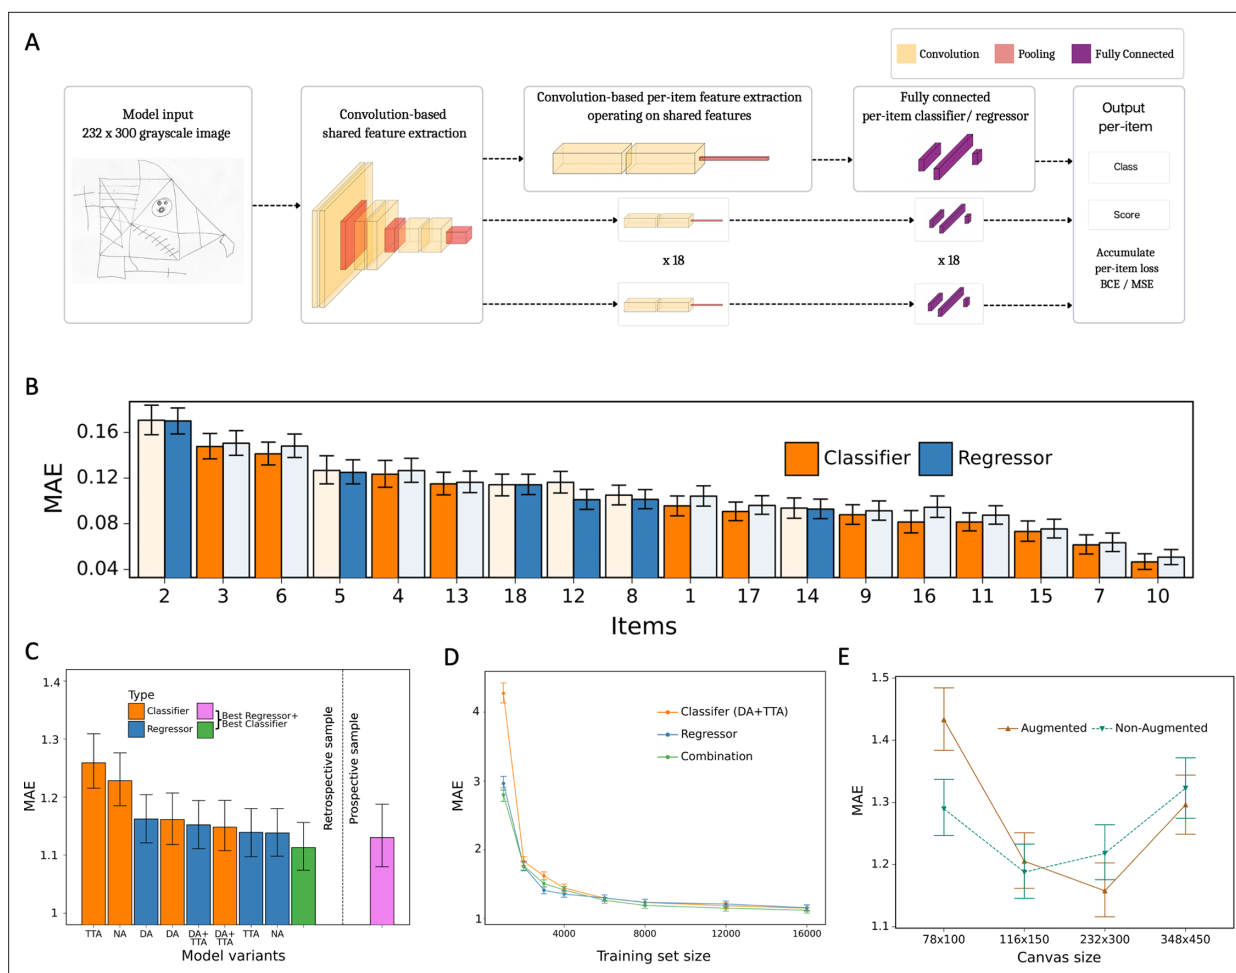 A
Convolution
Pooling
Fully Connected
Model input
232 x 300 grayscale image
Convolution-based
shared feature extraction
Convolution-based per-item feature extraction
operating on shared features
Fully connected
per-item classifier/ regressor
Output
per-item
Class
Score
x 18
x 18
Accumulate
per-item loss
BCE / MSE
B
MAE
0.16
0.12
0.08
0.04
Classifier
Regressor
2 3 6 5 4 13 18 12 8 1 17 14 9 16 11 15 7 10
Items
C
MAE
1.4
1.3
1.2
1.1
1
Type
Classifier
Regressor
Best Regressor+
Best Classifier
Retrospective sample
Prospective sample
TTA NA DA DA DA+ DA+ TTA NA
TTA TTA
Model variants
D
MAE
4
3
2
1
Classifer (DA+TTA)
Regressor
Combination
4000 8000 12000 16000
Training set size
E
MAE
1.5
1.4
1.3
1.2
1.1
Augmented
Non-Augmented
78x100 116x150 232x300 348x450
Canvas size